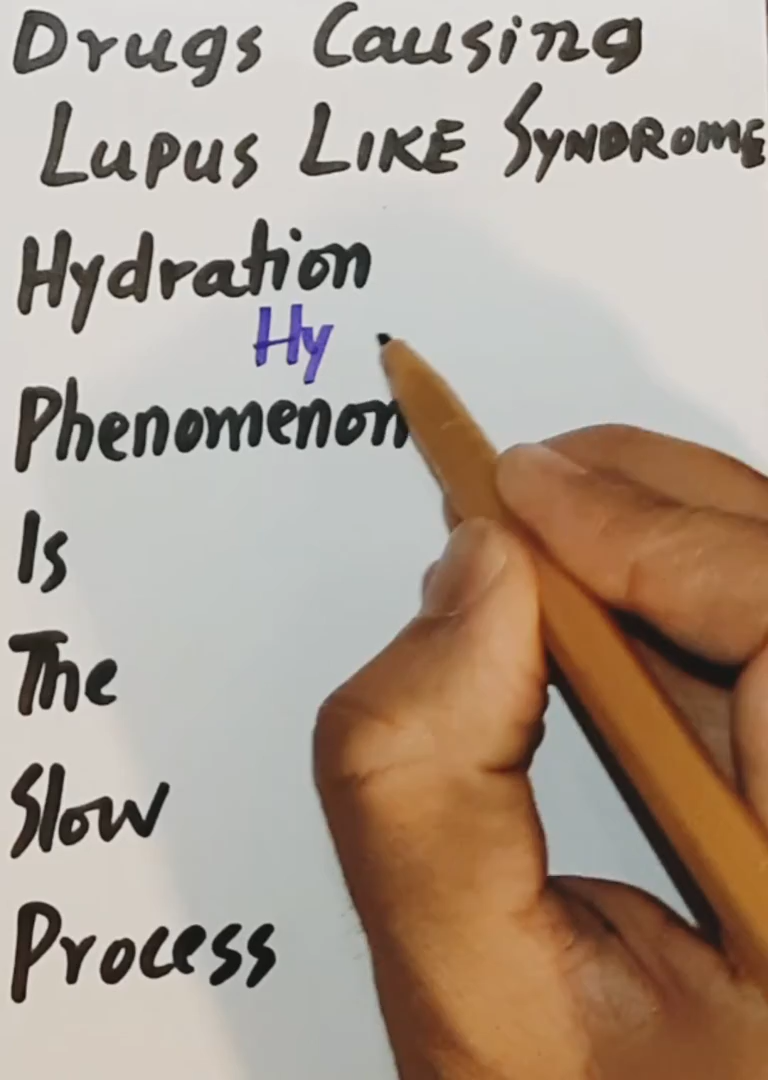 Drugs Causing
Lupus LIKE SYNDROME
Hydration
Hy
Phenomenon
Is
The
Slow
Process